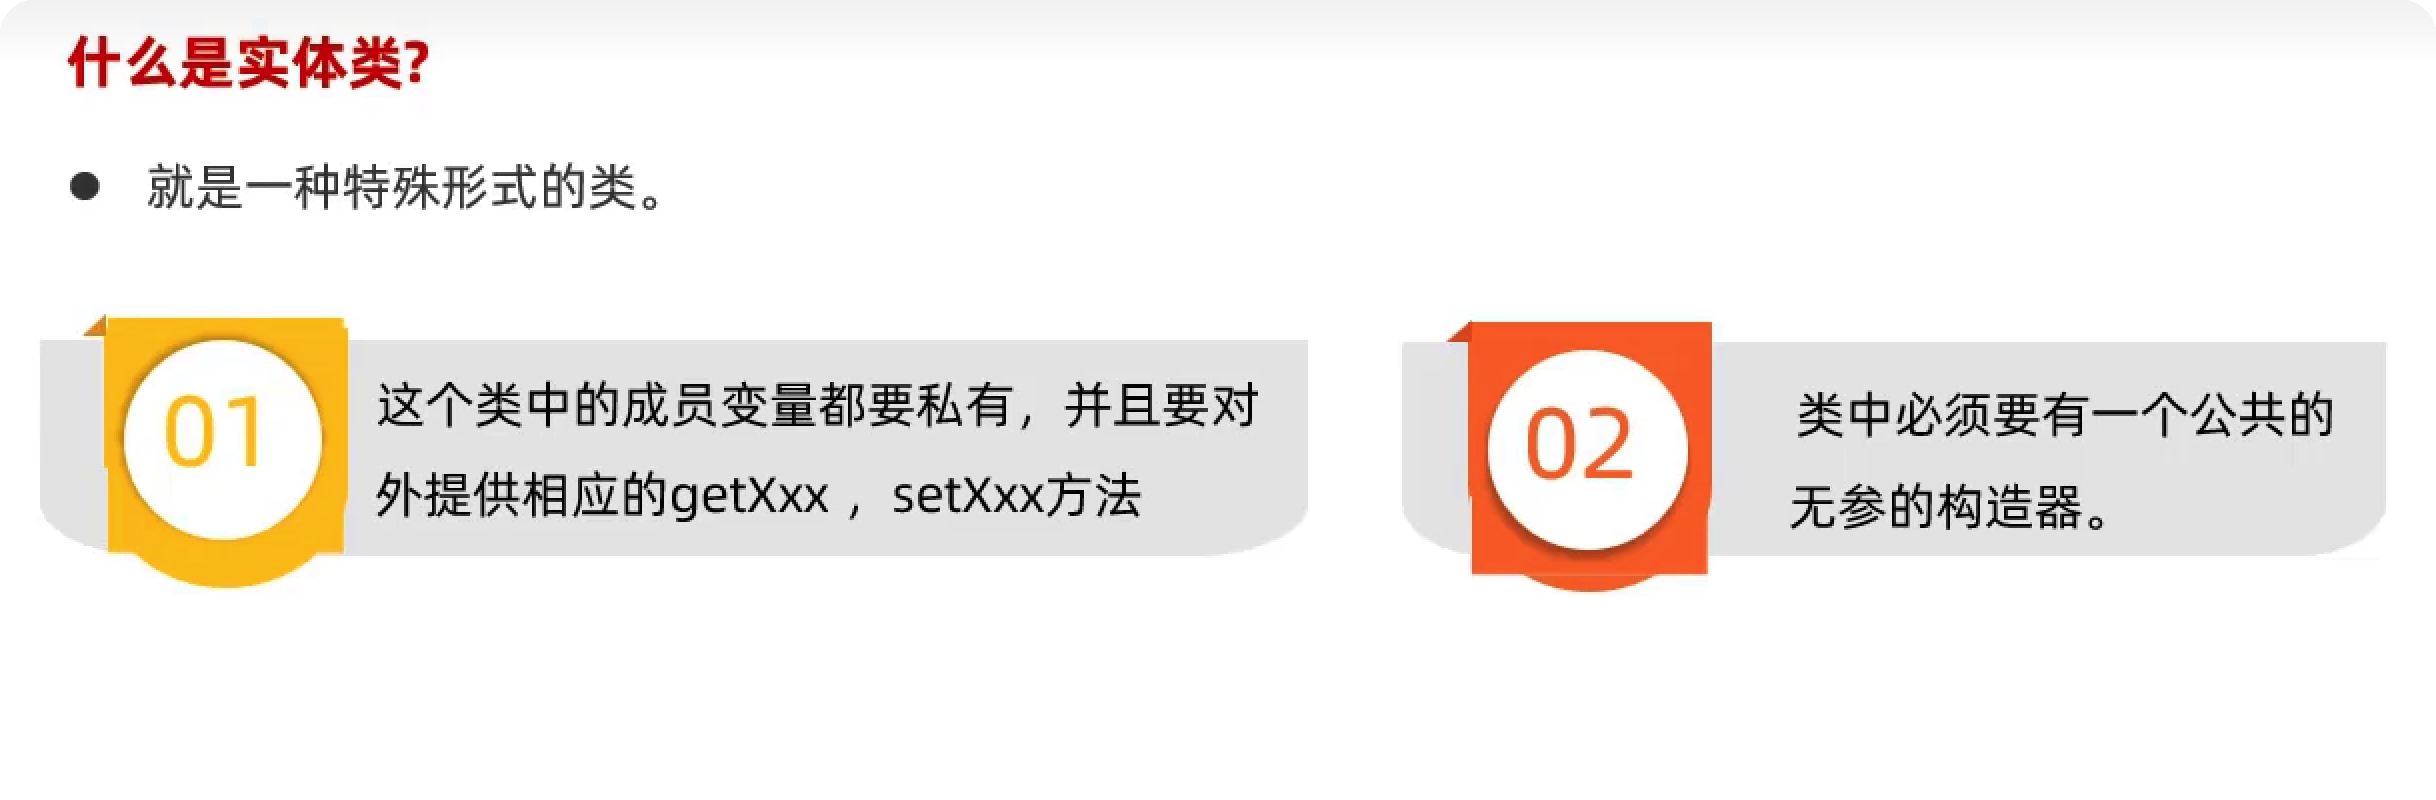 什么是实体类?
● 就是一种特殊形式的类。
01
这个类中的成员变量都要私有，并且要对
外提供相应的getXxx ，setXxx方法
02
类中必须要有一个公共的
无参的构造器。